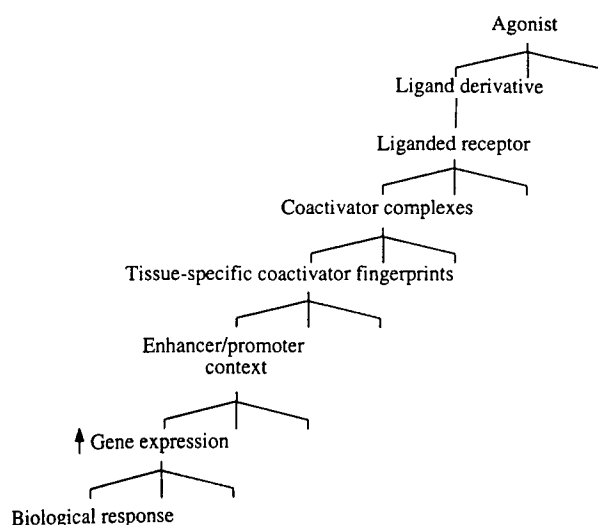 Agonist
Ligand derivative
Liganded receptor
Coactivator complexes
Tissue-specific coactivator fingerprints
Enhancer/promoter
context
Gene expression
Biological response